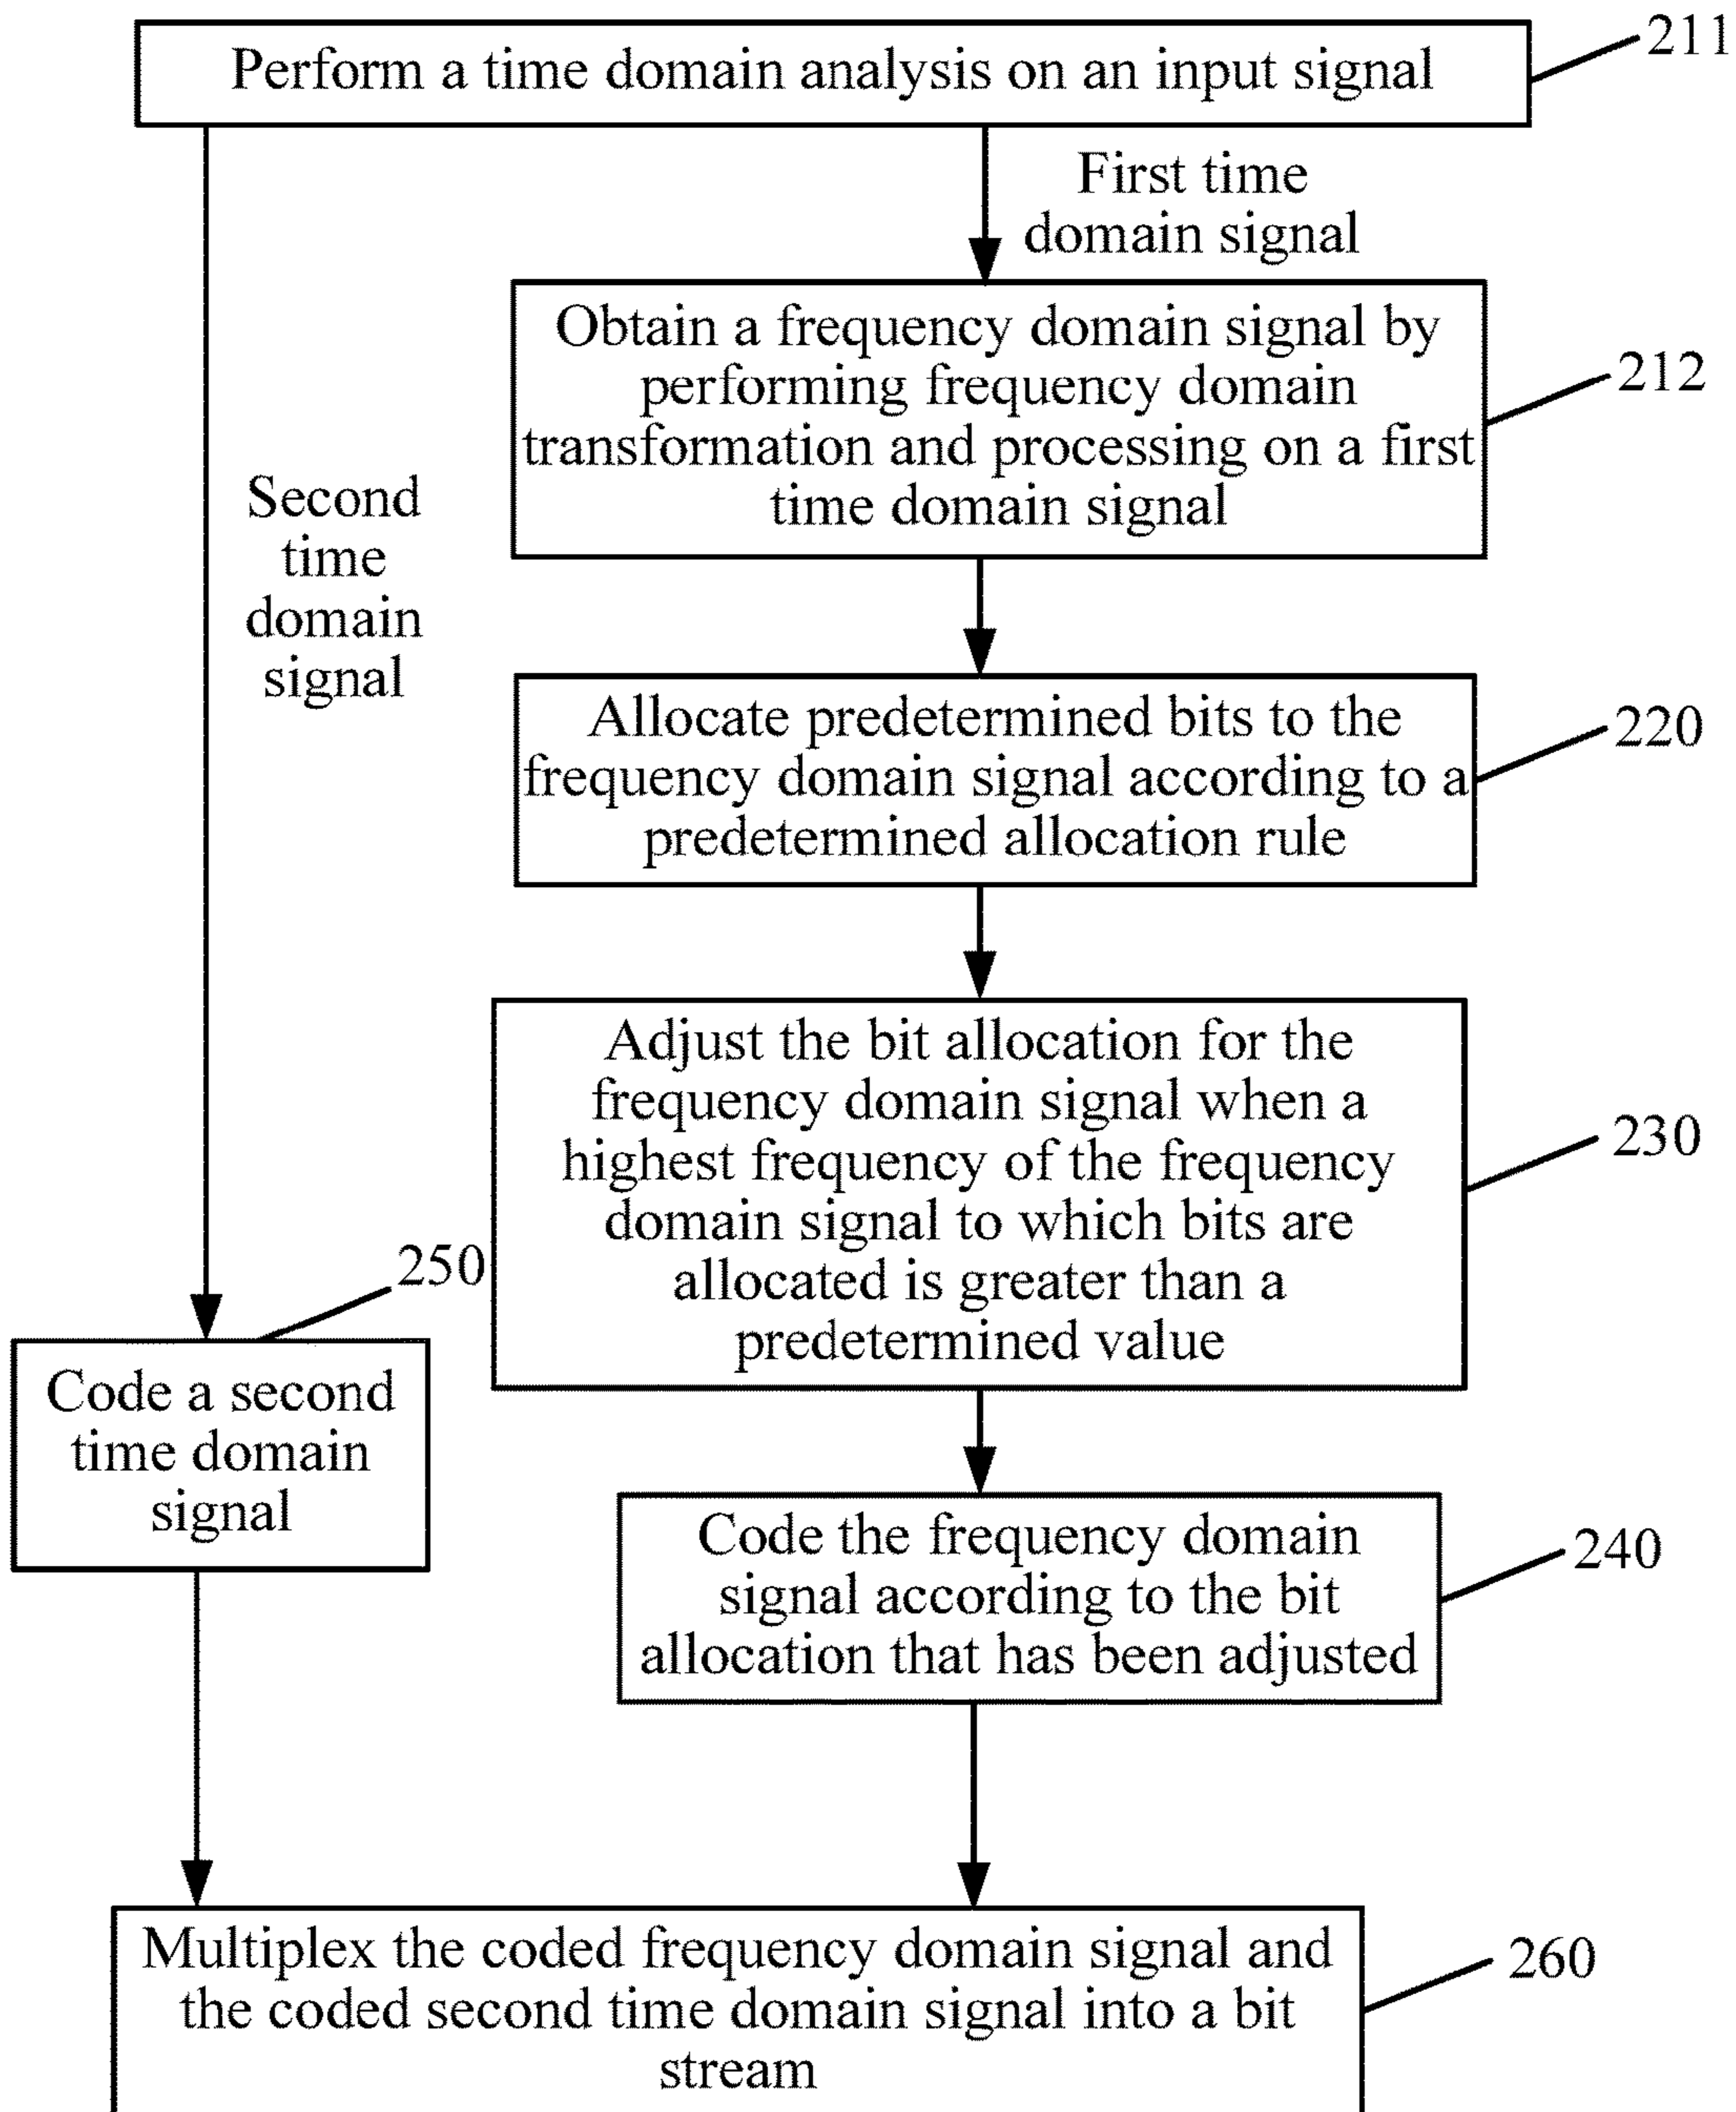 Perform a time domain analysis on an input signal
211
First time
domain signal
Obtain a frequency domain signal by
performing frequency domain
transformation and processing on a first
time domain signal
212
Second
time
domain
signal
Allocate predetermined bits to the
frequency domain signal according to a
predetermined allocation rule
220
Adjust the bit allocation for the
frequency domain signal when a
highest frequency of the frequency
domain signal to which bits are
allocated is greater than a
predetermined value
230
250
Code a second
time domain
signal
Code the frequency domain
signal according to the bit
allocation that has been adjusted
240
Multiplex the coded frequency domain signal and
the coded second time domain signal into a bit
stream
260